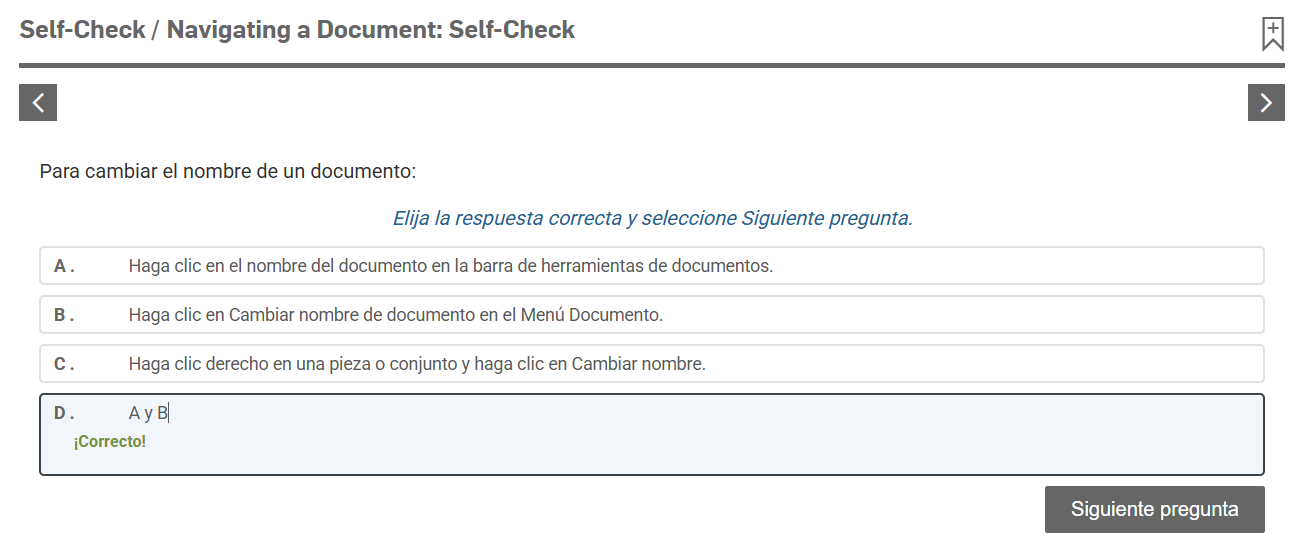 Self-Check / Navigating a Document: Self-Check
Para cambiar el nombre de un documento:
Elija la respuesta correcta y seleccione Siguiente pregunta.
A. Haga clic en el nombre del documento en la barra de herramientas de documentos.
B. Haga clic en Cambiar nombre de documento en el Menú Documento.
C. Haga clic derecho en una pieza o conjunto y haga clic en Cambiar nombre.
D. A y B
¡Correcto!
Siguiente pregunta